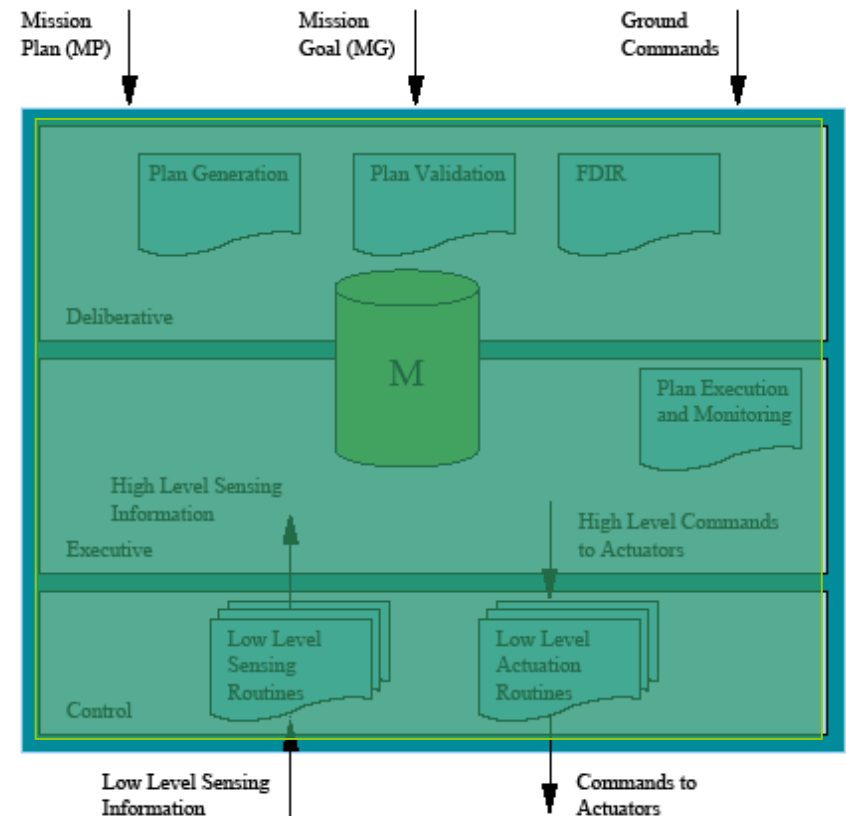 Mission
Plan (MP)
Mission
Goal (MG)
Ground
Commands
Plan Generation
Plan Validation
FDIR
Deliberative
M
Plan Execution
and Monitoring
High Level Sensing
Information
High Level Commands
to Actuators
Executive
Low Level
Sensing
Routines
Low Level
Actuation
Routines
Control
Low Level Sensing
Information
Commands to
Actuators